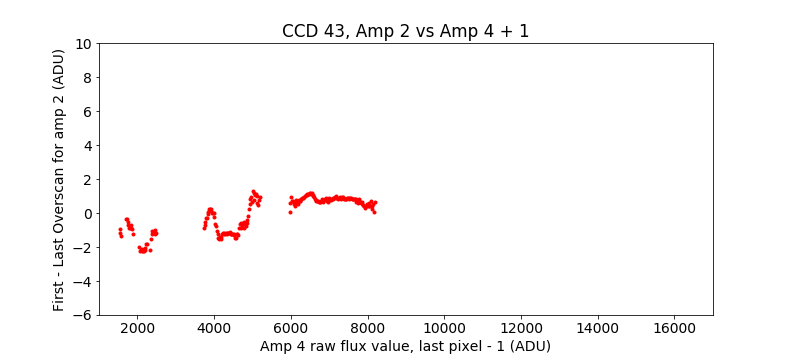 CCD 43, Amp 2 vs Amp 4 + 1
First - Last Overscan for amp 2 (ADU)
10
8
6
4
2
0
−2
−4
−6
2000 4000 6000 8000 10000 12000 14000 16000
Amp 4 raw flux value, last pixel - 1 (ADU)